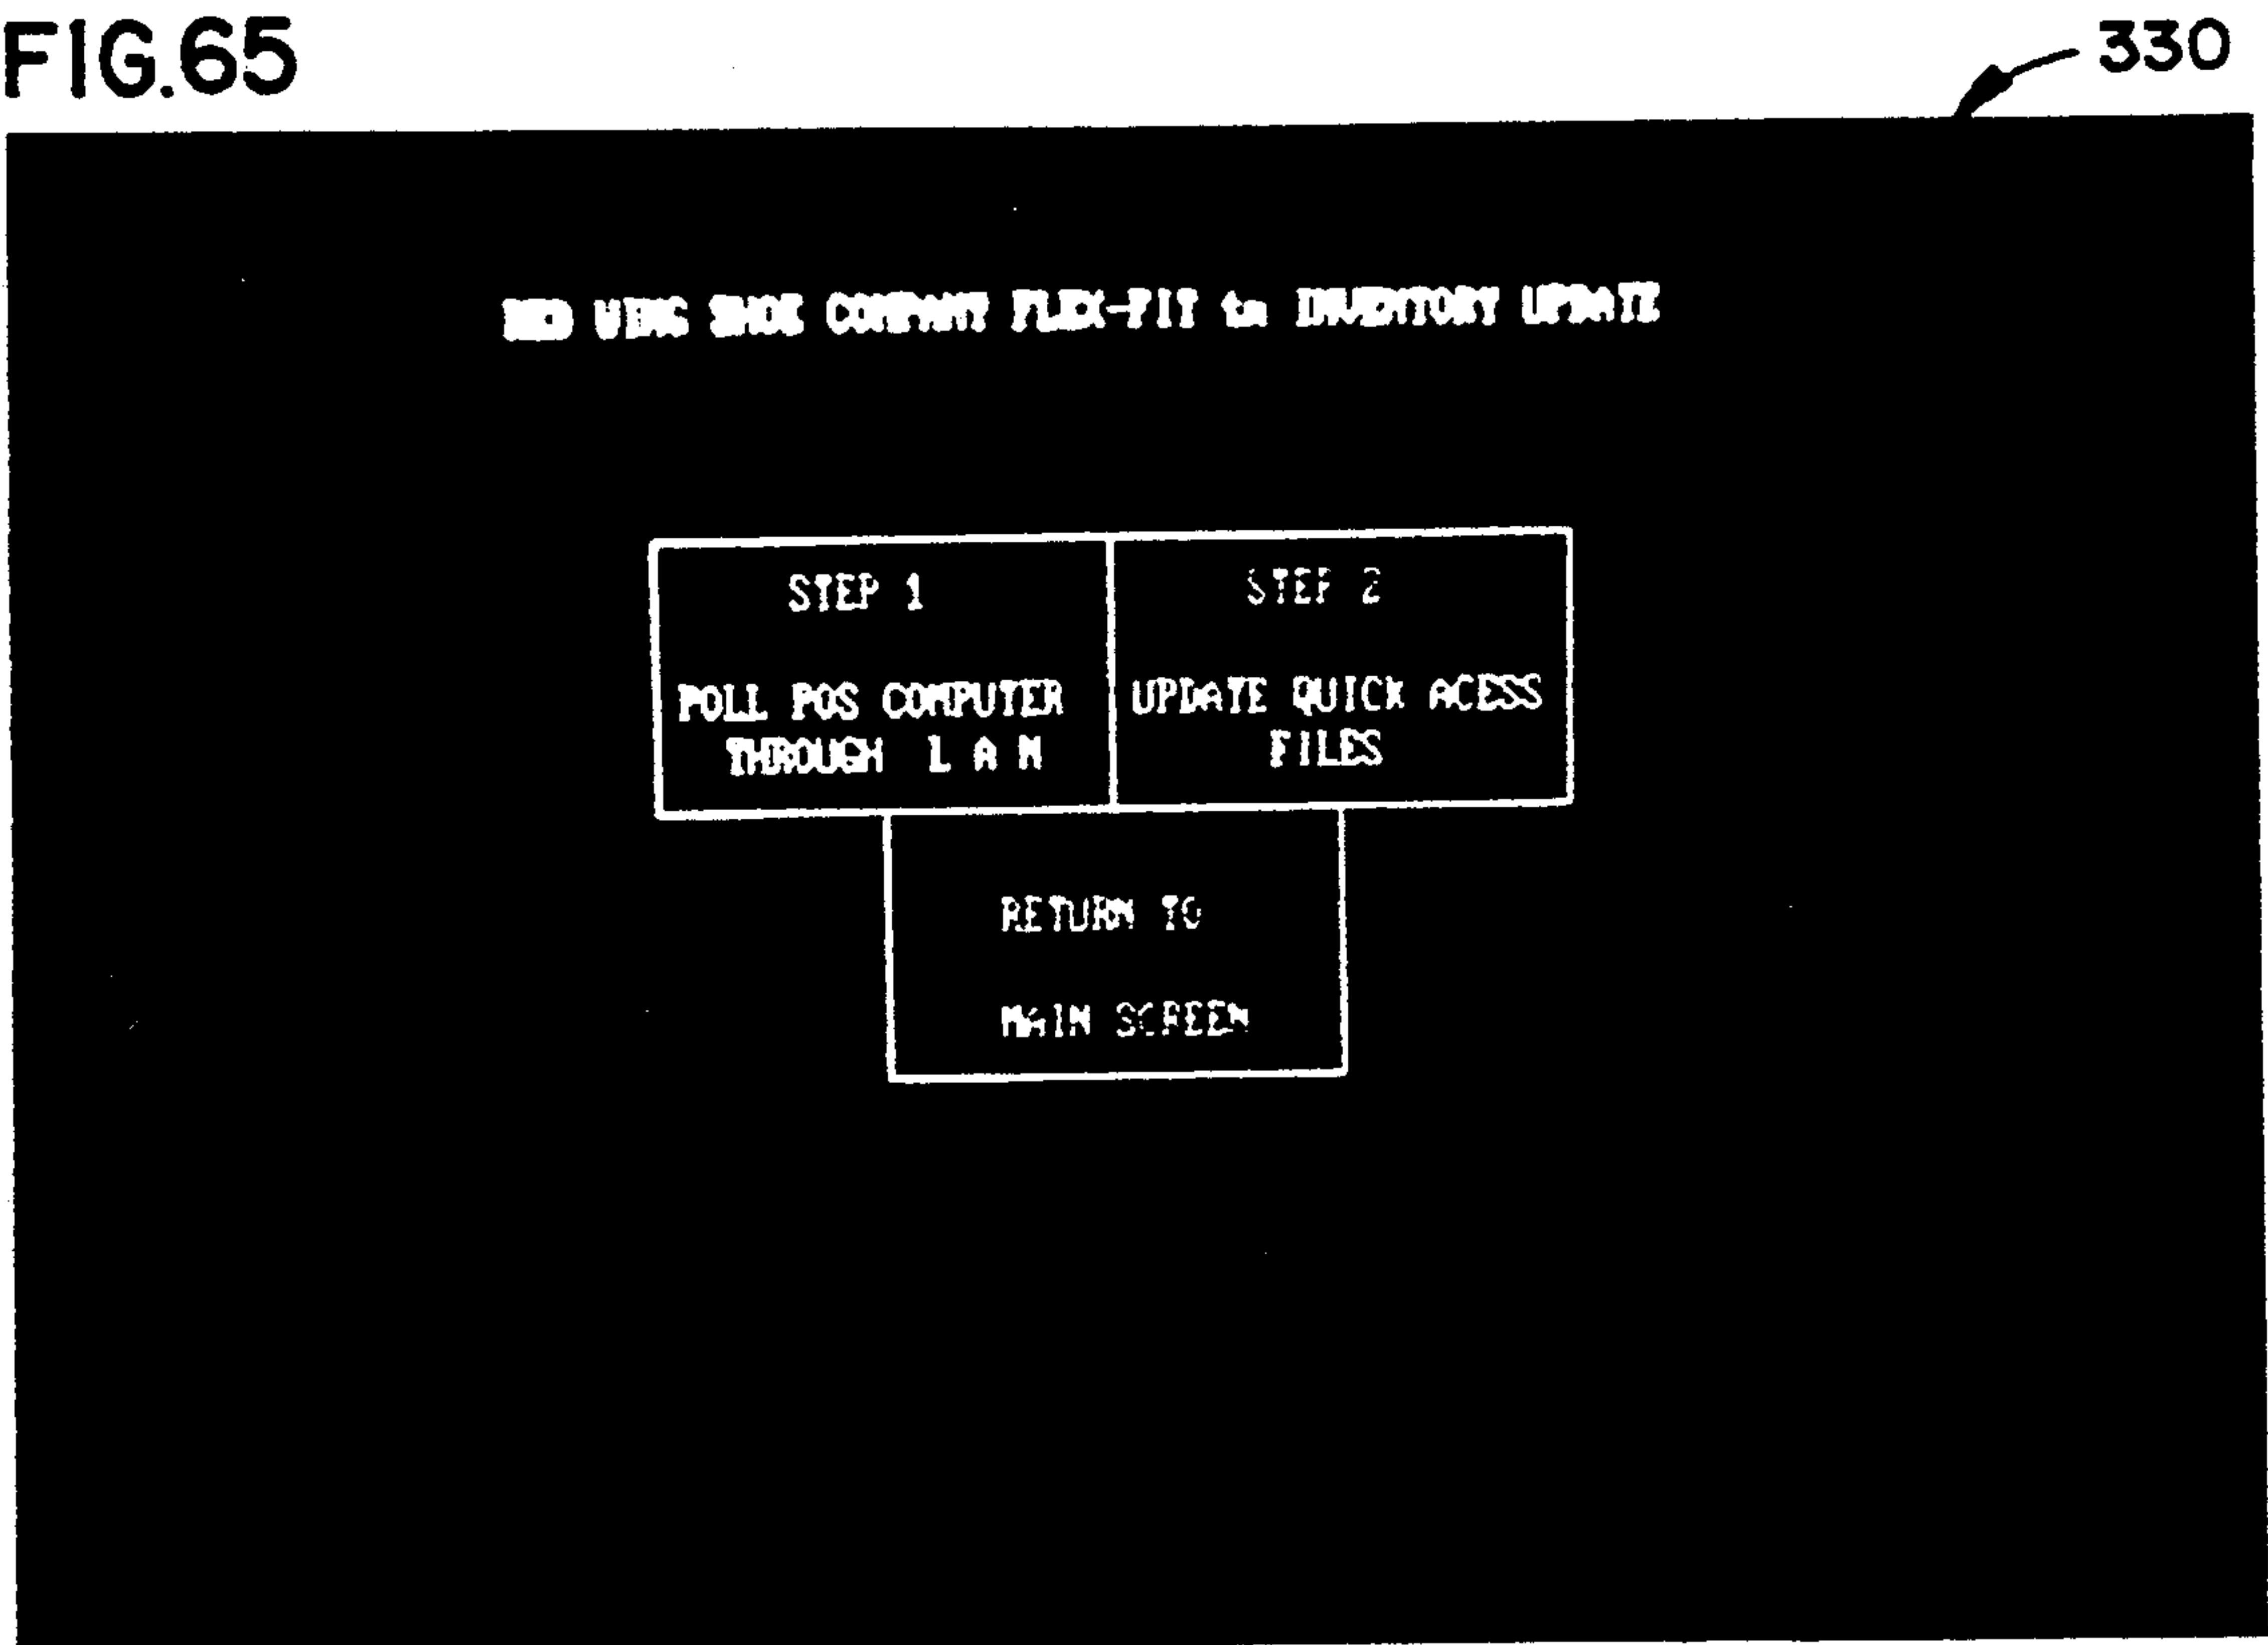 FIG.65
330
RED WING SHOE COMPANY FLEX-FIT tm INVENTORY UPDATE
STEP 1
STEP 2
POLL POS COMPUTER
THROUGH L A N
UPDATE QUICK ACESS
FILES
RETURN TO
MAIN SCREEN